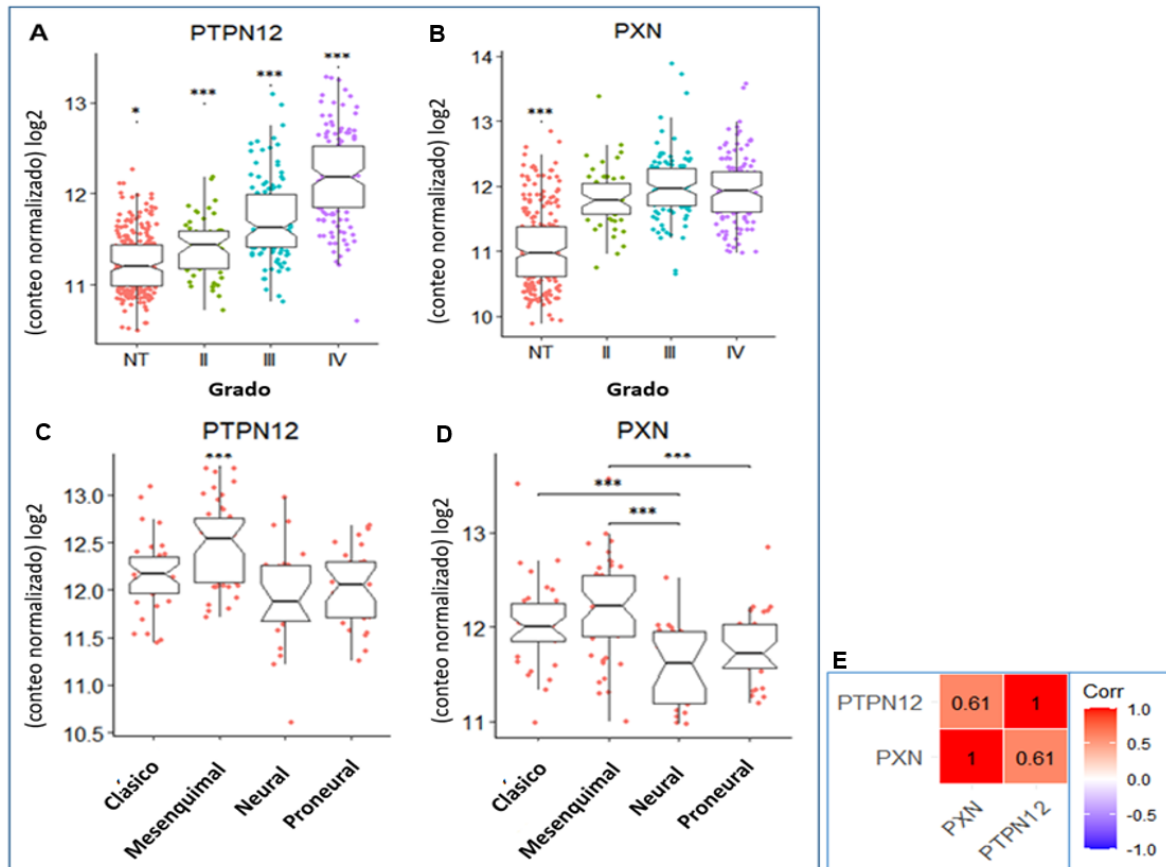 A
PTPN12
(conteo normalizado) log2
13
12
11
*
***
***
***
NT
II
III
IV
Grado
B
PXN
(conteo normalizado) log2
14
13
12
11
10
***
NT
II
III
IV
Grado
C
PTPN12
(conteo normalizado) log2
13.0
12.5
12.0
11.5
11.0
10.5
***
Clásico
Mesenquimal
Neural
Proneural
D
PXN
(conteo normalizado) log2
13
12
11
***
***
***
Clásico
Mesenquimal
Neural
Proneural
E
PTPN12
PXN
0.61
1
1
0.61
PXN
PTPN12
Corr
1.0
0.5
0.0
-0.5
-1.0